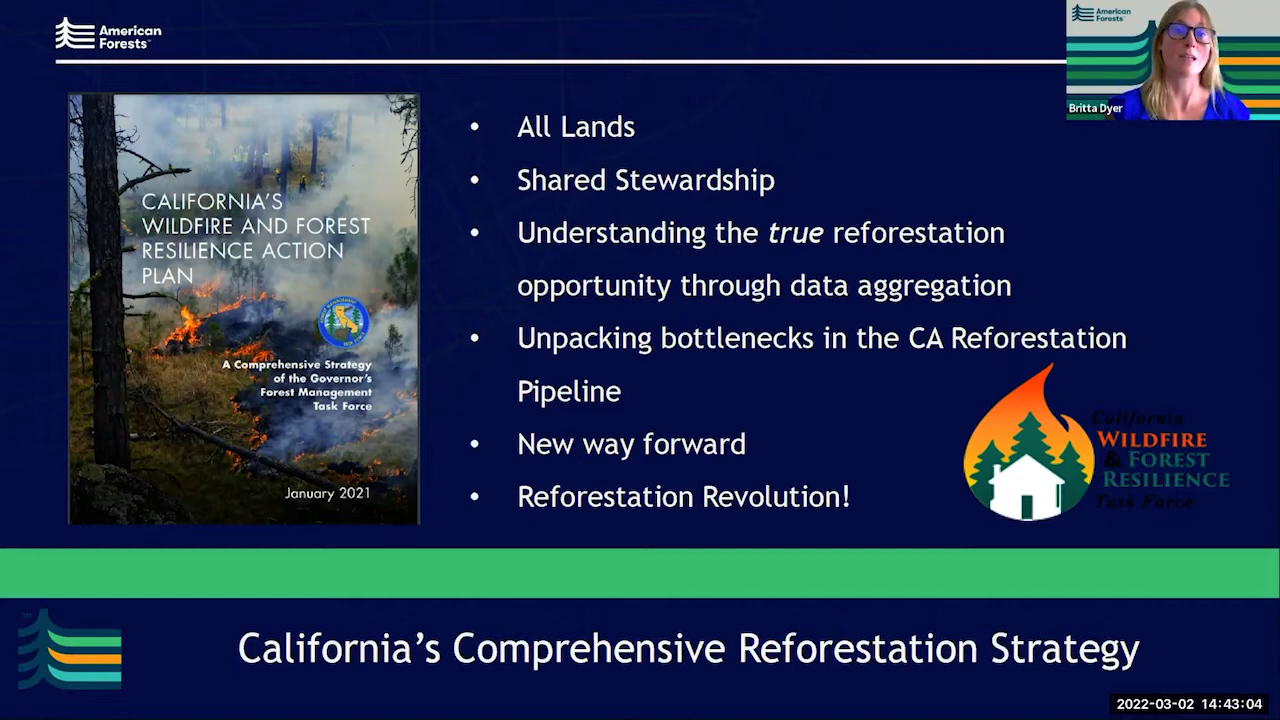 American
Forests
American
Forests
Britta Dyer
CALIFORNIA'S
WILDFIRE AND FOREST
RESILIENCE ACTION
PLAN
A Comprehensive Strategy
of the Governor's
Forest Management
Task Force
January 2021
• All Lands
• Shared Stewardship
• Understanding the true reforestation
opportunity through data aggregation
• Unpacking bottlenecks in the CA Reforestation
Pipeline
• New way forward
• Reforestation Revolution!
California
WILDFIRE
& FOREST
RESILIENCE
Task Force
California's Comprehensive Reforestation Strategy
2022-03-02 14:43:04